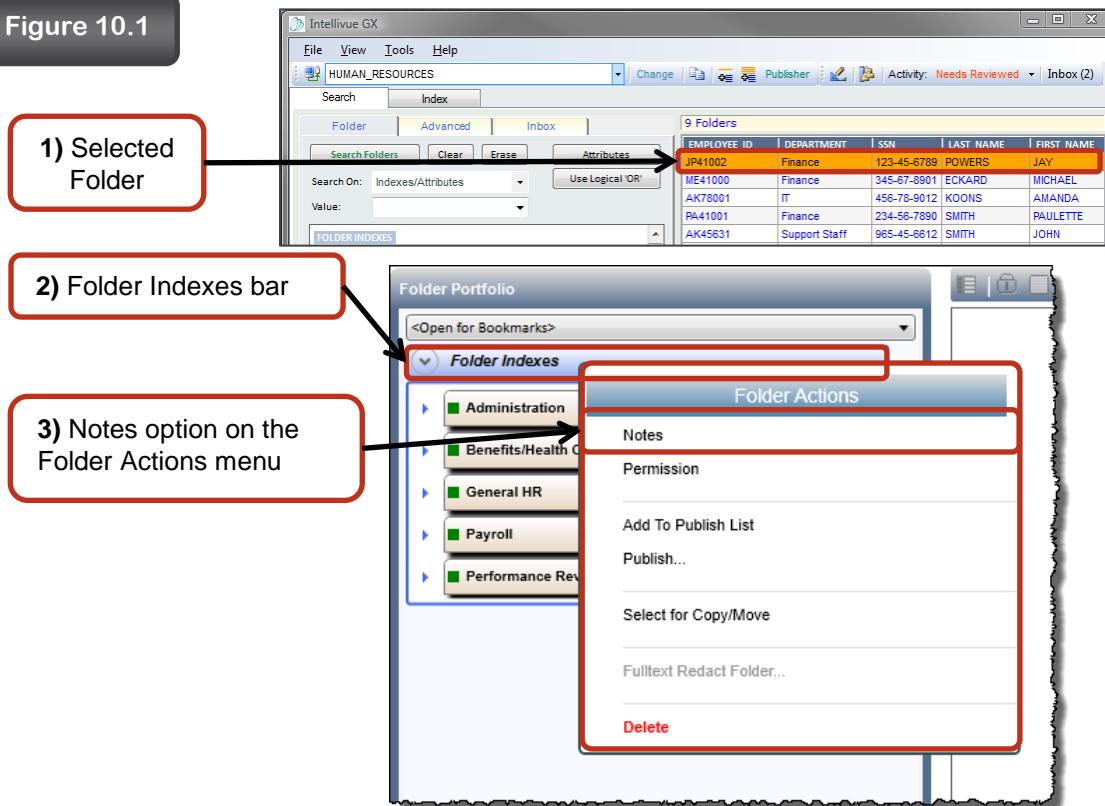 Figure 10.1
Intellivue GX
File View Tools Help
HUMAN_RESOURCES Change Publisher Activity: Needs Reviewed Inbox (2)
Search Index
Folder Advanced Inbox
9 Folders
Search Folders Clear Erase Attributes
EMPLOYEE ID DEPARTMENT SSN LAST NAME FIRST NAME
JP41002 Finance 123-45-6789 POWERS JAY
Search On: Indexes/Attributes Use Logical 'OR'
ME41000 Finance 345-67-8901 ECKARD MICHAEL
AK78001 IT 456-78-9012 KOONS AMANDA
Value:
PA41001 Finance 234-56-7890 SMITH PAULETTE
FOLDER INDEXES
AK45631 Support Staff 965-45-6612 SMITH JOHN
1) Selected
Folder
2) Folder Indexes bar
3) Notes option on the
Folder Actions menu
Folder Portfolio
<Open for Bookmarks>
Folder Indexes
Administration
Benefits/Health C
General HR
Payroll
Performance Rev
Folder Actions
Notes
Permission
Add To Publish List
Publish...
Select for Copy/Move
Fulltext Redact Folder...
Delete